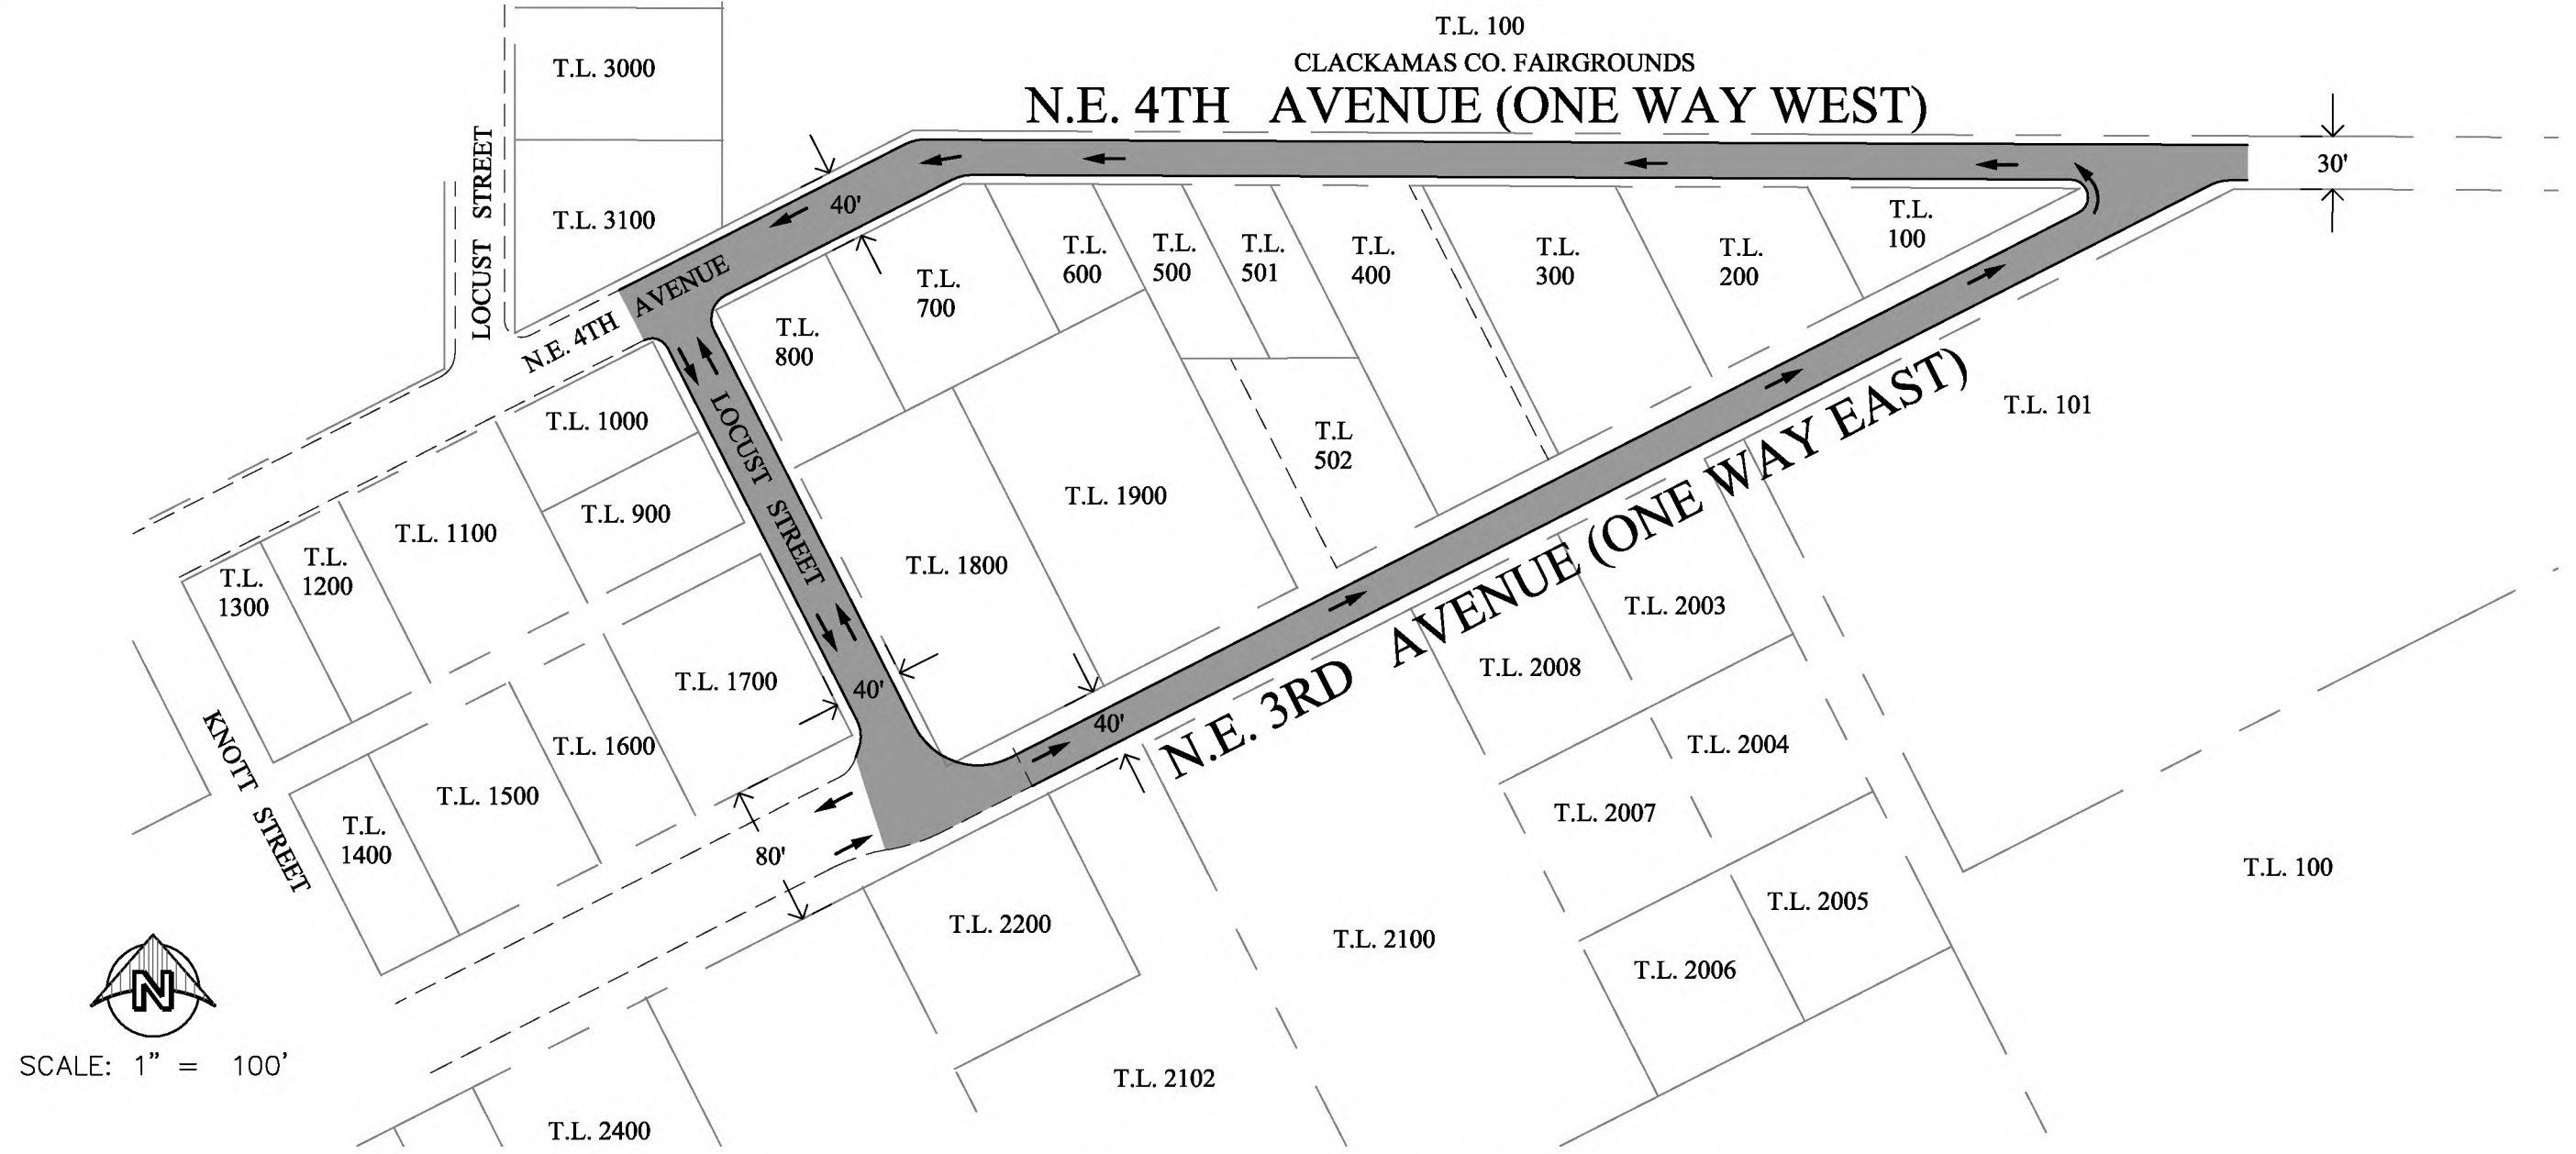 T.L. 100
CLACKAMAS CO. FAIRGROUNDS
N.E. 4TH AVENUE (ONE WAY WEST)
T.L. 3000
LOCUST STREET
T.L. 3100
30'
40'
N.E. 4TH AVENUE
T.L.
800
T.L.
700
T.L.
600
T.L.
500
T.L.
501
T.L.
400
T.L.
300
T.L.
200
T.L.
100
T.L. 101
T.L
502
T.L. 1000
T.L. 900
T.L. 1100
T.L.
1200
T.L.
1300
LOCUST STREET
T.L. 1900
T.L. 1800
N.E. 3RD AVENUE (ONE WAY EAST)
T.L. 1700
40'
40'
T.L. 1600
T.L. 1500
T.L.
1400
KNOTT STREET
80'
T.L. 2003
T.L. 2008
T.L. 2004
T.L. 2007
T.L. 2005
T.L. 2006
T.L. 100
T.L. 2200
T.L. 2100
T.L. 2102
T.L. 2400
N
SCALE: 1" = 100'